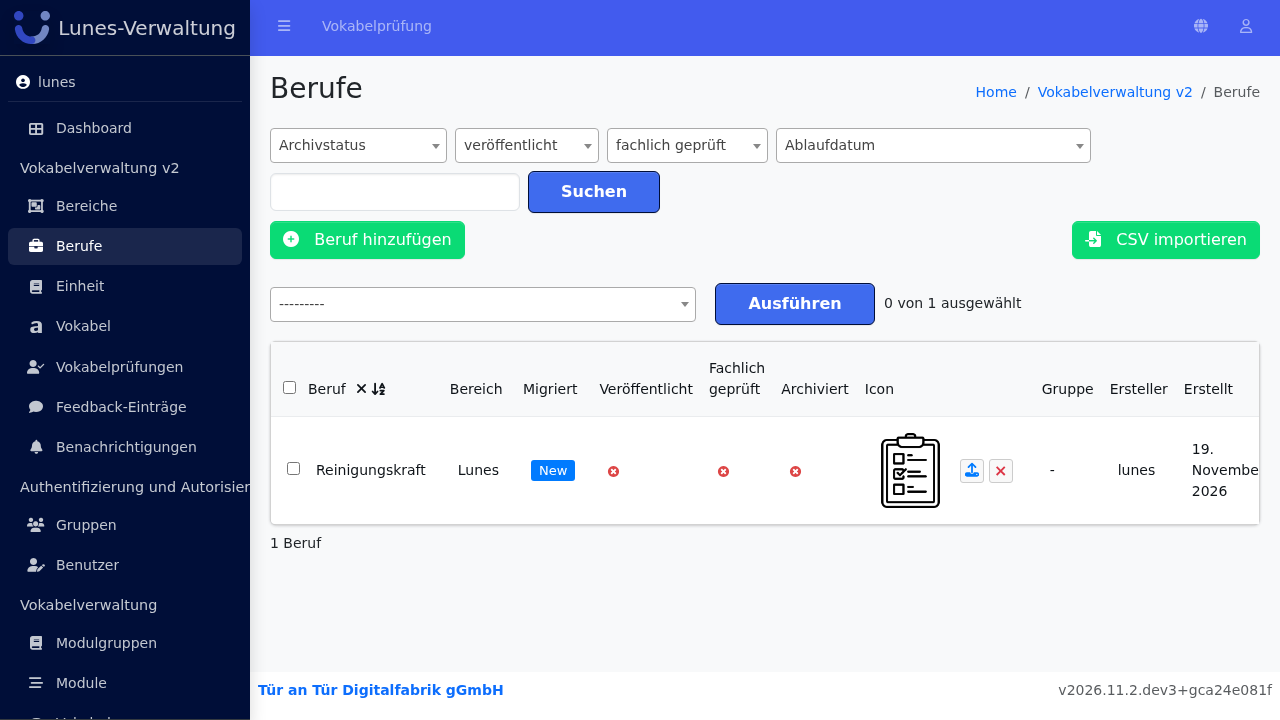 Lunes-Verwaltung
Vokabelprüfung
lunes
Dashboard
Vokabelverwaltung v2
Bereiche
Berufe
Einheit
Vokabel
Vokabelprüfungen
Feedback-Einträge
Benachrichtigungen
Authentifizierung und Autorisier
Gruppen
Benutzer
Vokabelverwaltung
Modulgruppen
Module
Berufe
Home / Vokabelverwaltung v2 / Berufe
Archivstatus veröffentlicht fachlich geprüft Ablaufdatum
Suchen
Beruf hinzufügen CSV importieren
--------- Ausführen 0 von 1 ausgewählt
Beruf Bereich Migriert Veröffentlicht Fachlich geprüft Archiviert Icon Gruppe Ersteller Erstellt
Reinigungskraft Lunes New - lunes 19. Novembe 2026
1 Beruf
Tür an Tür Digitalfabrik gGmbH v2026.11.2.dev3+gca24e081f